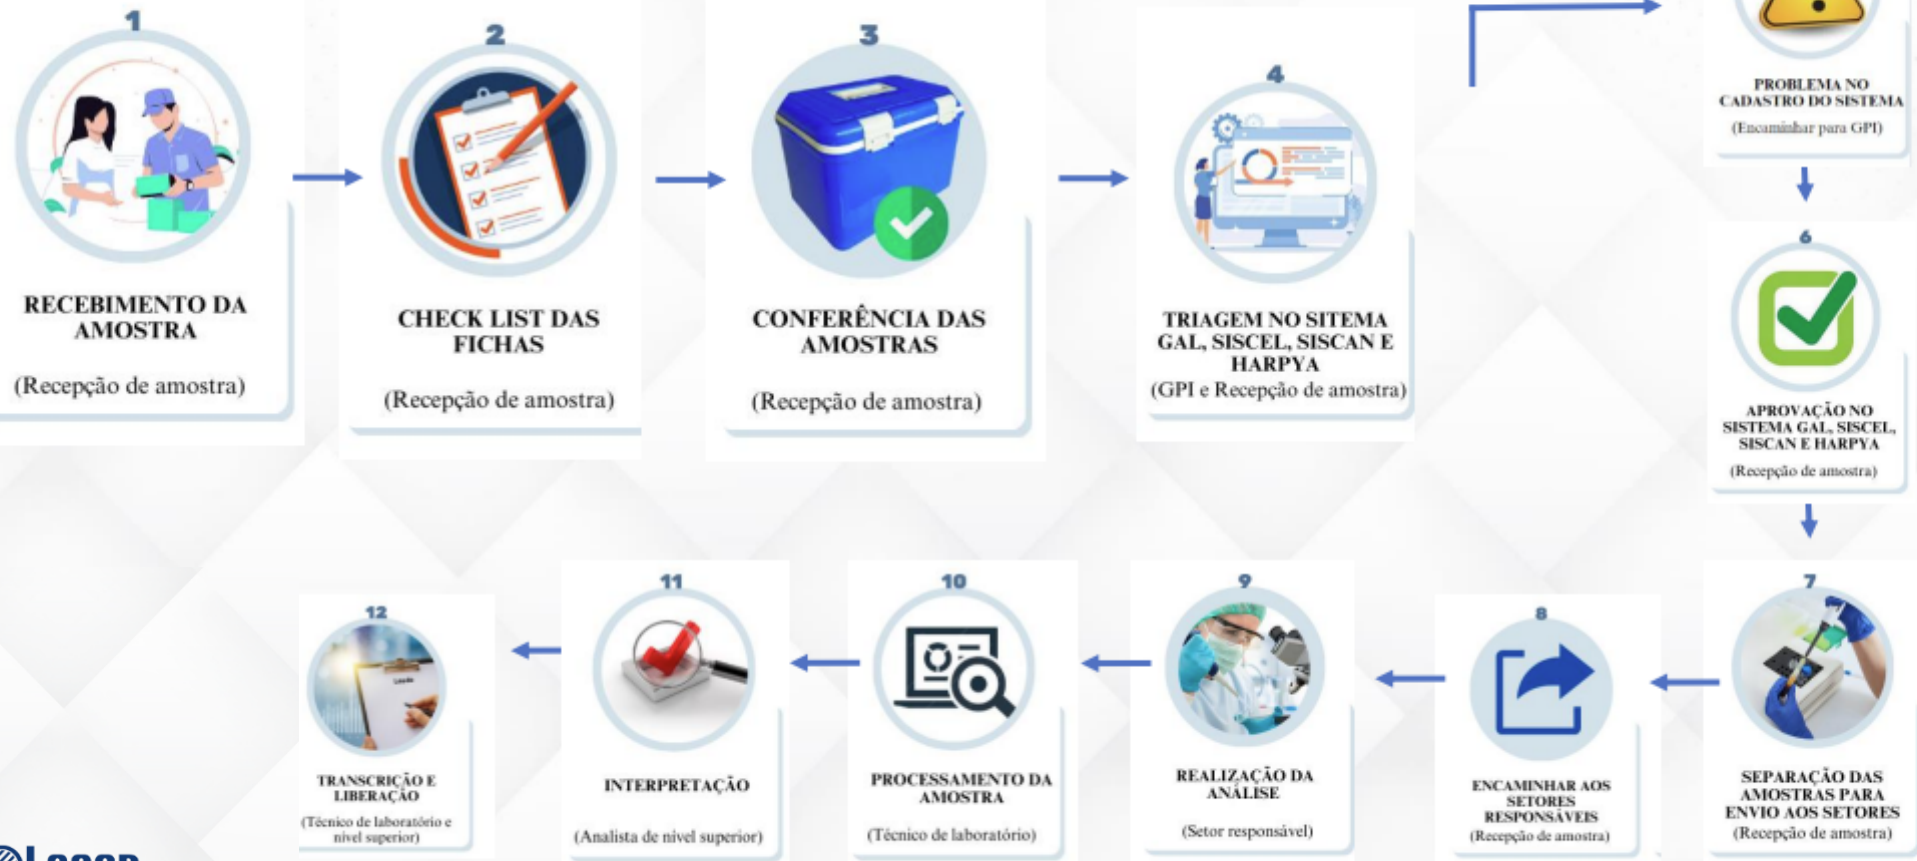 1
RECEBIMENTO DA
AMOSTRA
(Recepção de amostra)
2
CHECK LIST DAS
FICHAS
(Recepção de amostra)
3
CONFERÊNCIA DAS
AMOSTRAS
(Recepção de amostra)
4
TRIAGEM NO SITEMA
GAL, SISCEL, SISCAN E
HARPYA
(GPI e Recepção de amostra)
PROBLEMA NO
CADASTRO DO SISTEMA
(Encaminhar para GPI)
6
APROVAÇÃO NO
SISTEMA GAL, SISCEL,
SISCAN E HARPYA
(Recepção de amostra)
7
SEPARAÇÃO DAS
AMOSTRAS PARA
ENVIO AOS SETORES
(Recepção de amostra)
8
ENCAMINHAR AOS
SETORES
RESPONSÁVEIS
(Recepção de amostra)
9
REALIZAÇÃO DA
ANÁLISE
(Setor responsável)
10
PROCESSAMENTO DA
AMOSTRA
(Técnico de laboratório)
11
INTERPRETAÇÃO
(Analista de nível superior)
12
Laudo
TRANSCRIÇÃO E
LIBERAÇÃO
(Técnico de laboratório e
nível superior)